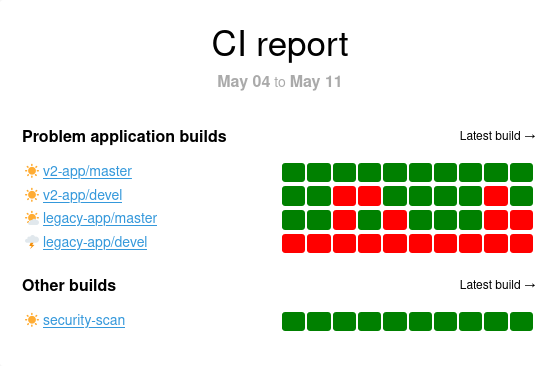 CI report
May 04 to May 11
Problem application builds
Latest build →
v2-app/master
v2-app/devel
legacy-app/master
legacy-app/devel
Other builds
Latest build →
security-scan